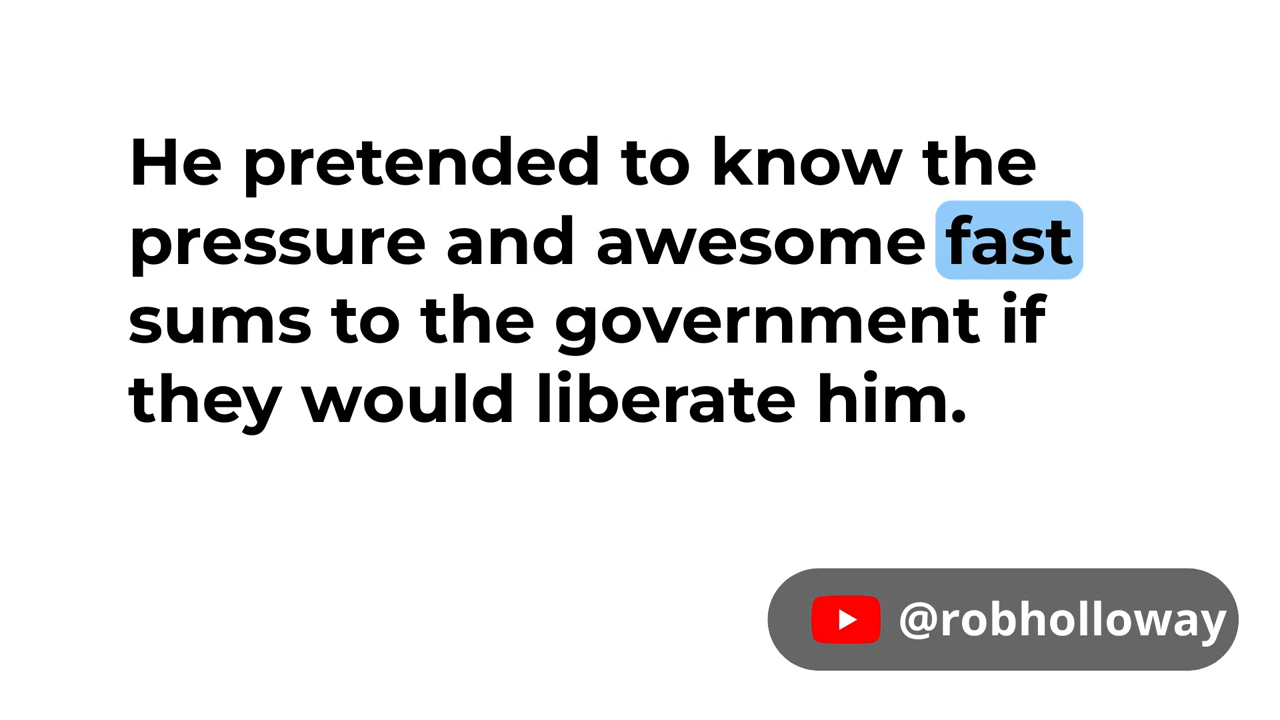 He pretended to know the
pressure and awesome fast
sums to the government if
they would liberate him.
@robholloway